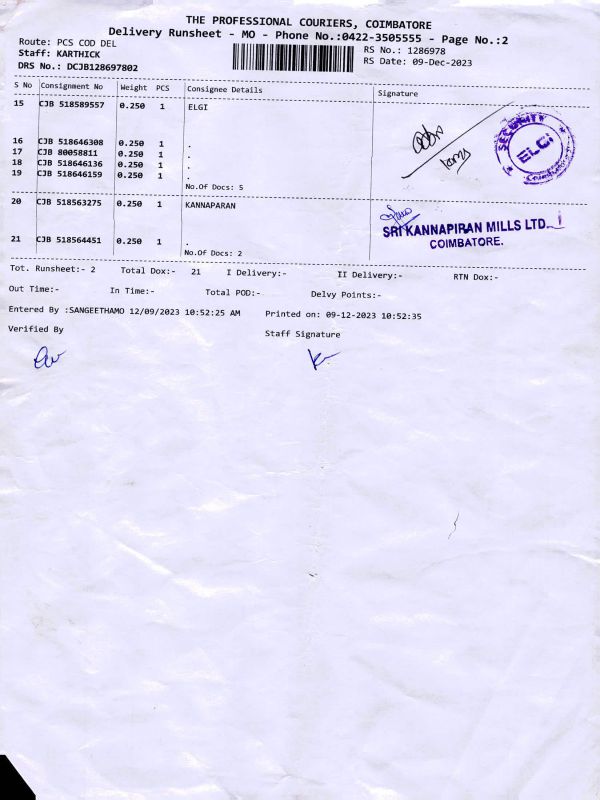 THE PROFESSIONAL COURIERS, COIMBATORE
Delivery Runsheet - MO - Phone No.:0422-3505555 - Page No.:2
Route: PCS COD DEL
RS No.: 1286978
Staff: KARTHICK
RS Date: 09-Dec-2023
DRS No.: DCJB128697802
S No Consignment No Weight PCS Consignee Details Signature
15 CJB 518589557 0.250 1 ELGI
SECURITY
ELGI
16 CJB 518646308 0.250 1 .
17 CJB 80058811 0.250 1 .
18 CJB 518646136 0.250 1 .
19 CJB 518646159 0.250 1 .
No.Of Docs: 5
20 CJB 518563275 0.250 1 KANNAPARAN
SRI KANNAPIRAN MILLS LTD.
COIMBATORE.
21 CJB 518564451 0.250 1 .
No.Of Docs: 2
Tot. Runsheet:- 2 Total Dox:- 21 I Delivery:- II Delivery:- RTN Dox:-
Out Time:- In Time:- Total POD:- Delvy Points:-
Entered By :SANGEETHAMO 12/09/2023 10:52:25 AM Printed on: 09-12-2023 10:52:35
Verified By
Staff Signature